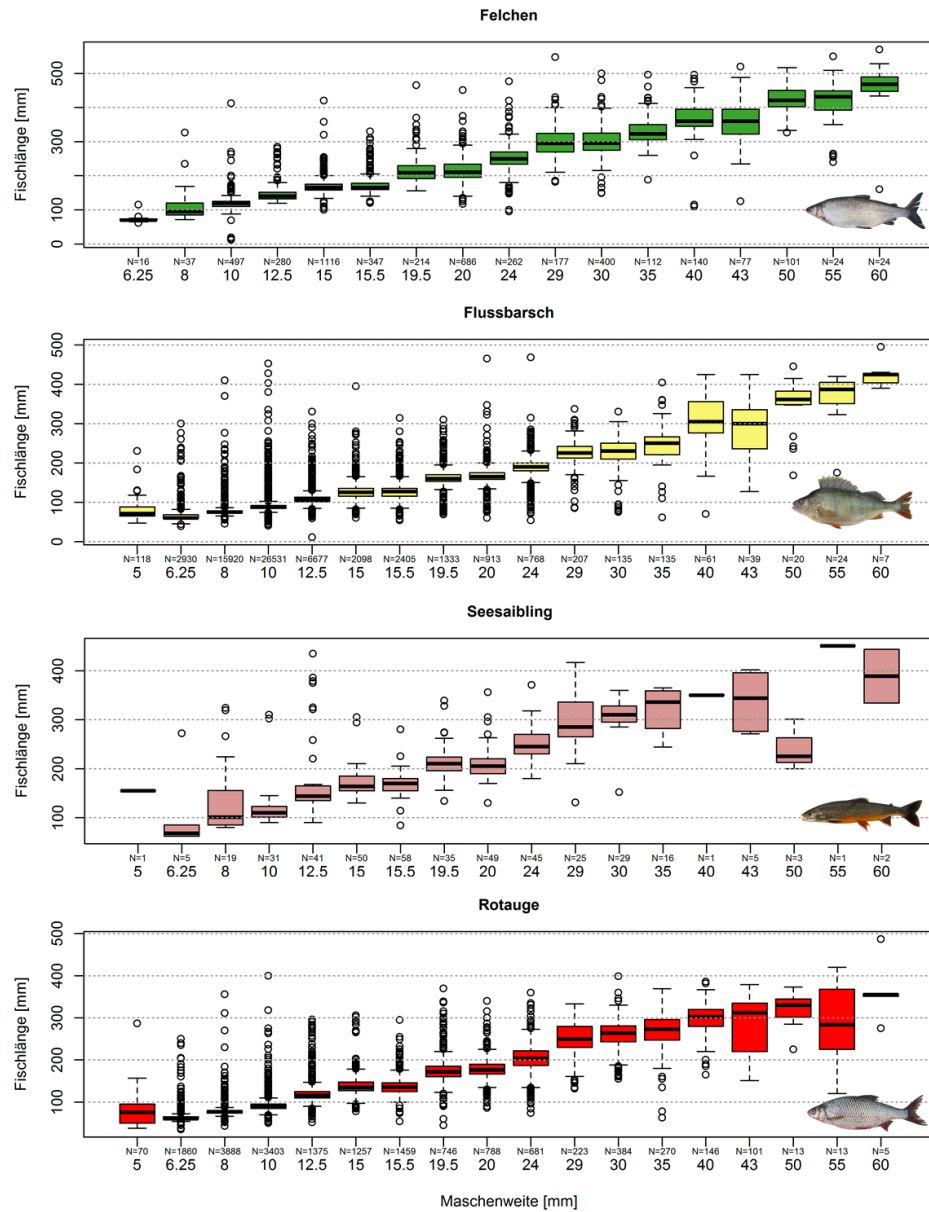 Felchen
Fischlänge [mm]
0 100 300 500
N=16 N=37 N=497 N=280 N=1116 N=347 N=214 N=686 N=262 N=177 N=400 N=112 N=140 N=77 N=101 N=24 N=24
6.25 8 10 12.5 15 15.5 19.5 20 24 29 30 35 40 43 50 55 60
Flussbarsch
Fischlänge [mm]
0 100 200 300 400 500
N=118 N=2930 N=15920 N=26531 N=6677 N=2098 N=2405 N=1333 N=913 N=768 N=207 N=135 N=135 N=61 N=39 N=20 N=24 N=7
5 6.25 8 10 12.5 15 15.5 19.5 20 24 29 30 35 40 43 50 55 60
Seesaibling
Fischlänge [mm]
100 200 300 400
N=1 N=5 N=19 N=31 N=41 N=50 N=58 N=35 N=49 N=45 N=25 N=29 N=16 N=1 N=5 N=3 N=1 N=2
5 6.25 8 10 12.5 15 15.5 19.5 20 24 29 30 35 40 43 50 55 60
Rotauge
Fischlänge [mm]
100 200 300 400 500
N=70 N=1860 N=3888 N=3403 N=1375 N=1257 N=1459 N=746 N=788 N=681 N=223 N=384 N=270 N=146 N=101 N=13 N=13 N=5
5 6.25 8 10 12.5 15 15.5 19.5 20 24 29 30 35 40 43 50 55 60
Maschenweite [mm]